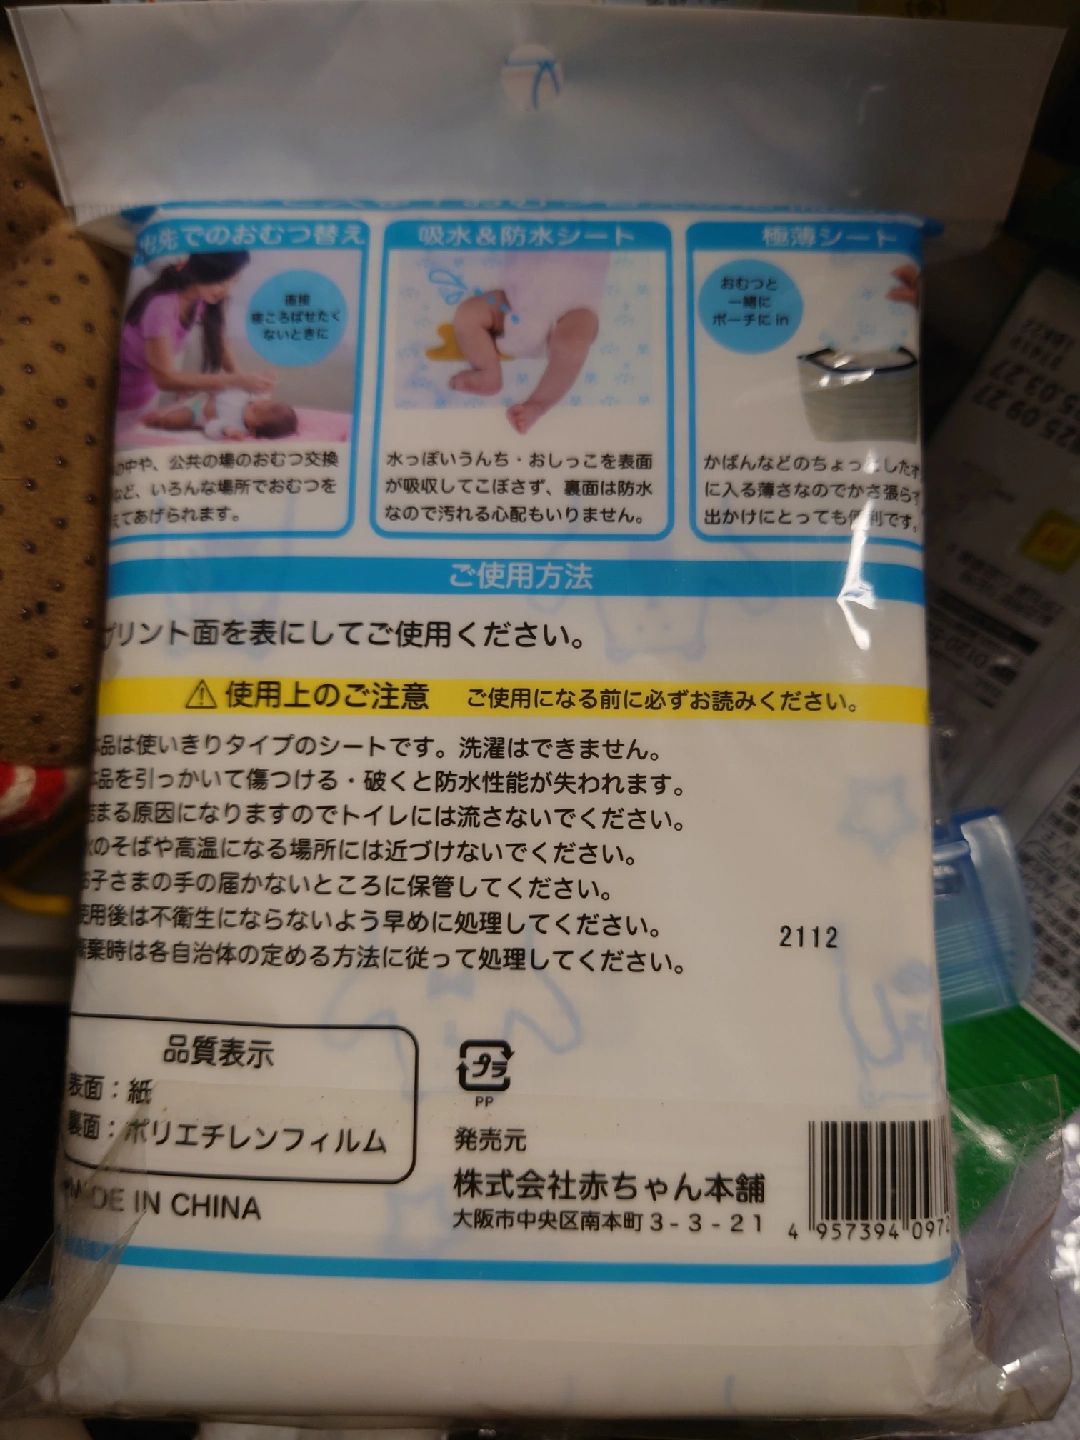 先でのおむつ替え
直接
寝ころばせたく
ないときに
の中や、公共の場のおむつ交換
など、いろんな場所でおむつを
えてあげられます。
吸水＆防水シート
水っぽいうんち・おしっこを表面
が吸収してこぼさず、裏面は防水
なので汚れる心配もいりません。
極薄シート
おむつと
一緒に
ポーチにin
かばんなどのちょっとした
に入る薄さなのでかさ張らず
出かけにとっても便利です。
ご使用方法
プリント面を表にしてご使用ください。
⚠使用上のご注意 ご使用になる前に必ずお読みください。
本品は使いきりタイプのシートです。洗濯はできません。
本品を引っかいて傷つける・破くと防水性能が失われます。
詰まる原因になりますのでトイレには流さないでください。
火のそばや高温になる場所には近づけないでください。
お子さまの手の届かないところに保管してください。
使用後は不衛生にならないよう早めに処理してください。
廃棄時は各自治体の定める方法に従って処理してください。
2112
品質表示
表面：紙
裏面：ポリエチレンフィルム
MADE IN CHINA
プラ
PP
発売元
株式会社赤ちゃん本舗
大阪市中央区南本町3-3-21
4 957394 097